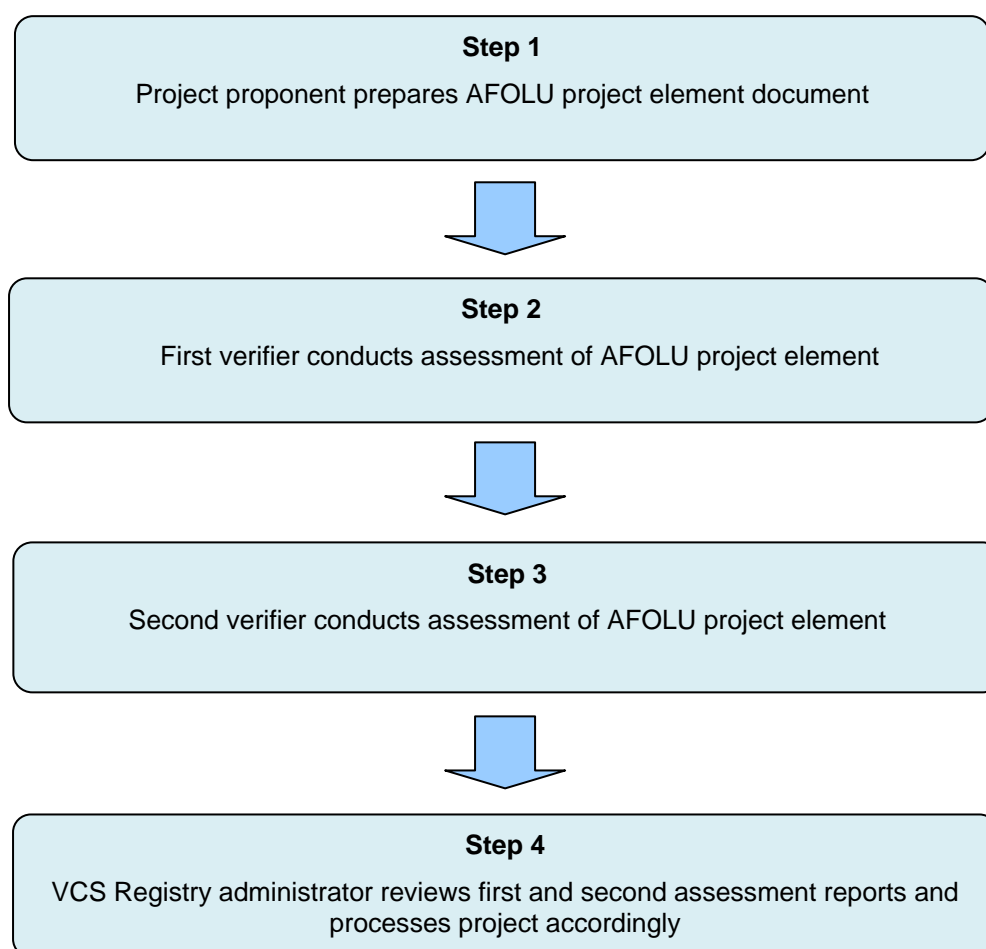 Step 1
Project proponent prepares AFOLU project element document
Step 2
First verifier conducts assessment of AFOLU project element
Step 3
Second verifier conducts assessment of AFOLU project element
Step 4
VCS Registry administrator reviews first and second assessment reports and
processes project accordingly